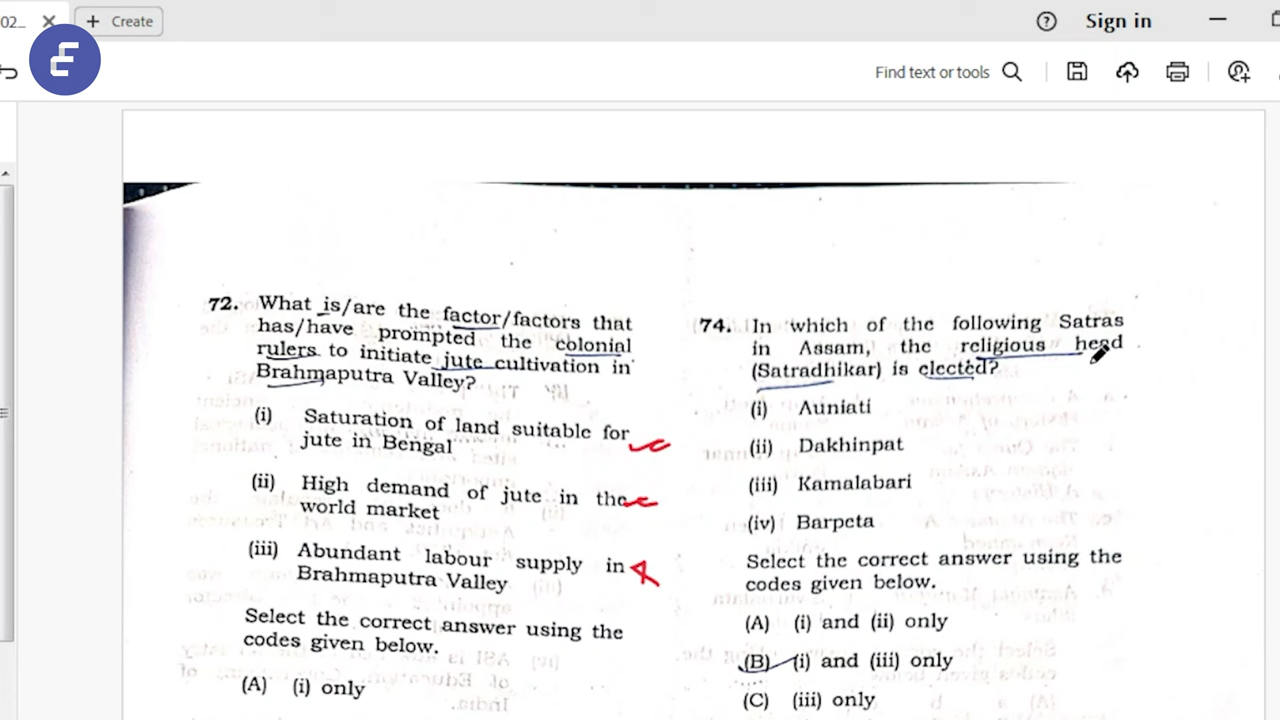 02_
Create
Sign in
E
Find text or tools
72. What is/are the factor/factors that
has/have prompted the colonial
rulers to initiate jute cultivation in
Brahmaputra Valley?
(i) Saturation of land suitable for
jute in Bengal
(ii) High demand of jute in the
world market
(iii) Abundant labour supply in
Brahmaputra Valley
Select the correct answer using the
codes given below.
(A) (i) only
74. In which of the following Satras
in Assam, the religious head
(Satradhikar) is elected?
(i) Auniati
(ii) Dakhinpat
(iii) Kamalabari
(iv) Barpeta
Select the correct answer using the
codes given below.
(A) (i) and (ii) only
(B) (i) and (iii) only
(C) (iii) only